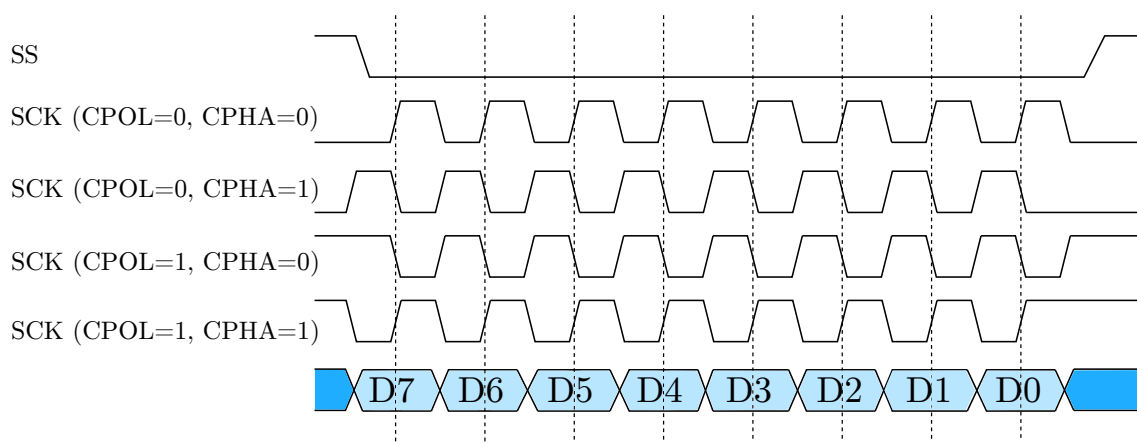 SS
SCK (CPOL=0, CPHA=0)
SCK (CPOL=0, CPHA=1)
SCK (CPOL=1, CPHA=0)
SCK (CPOL=1, CPHA=1)
D7 D6 D5 D4 D3 D2 D1 D0